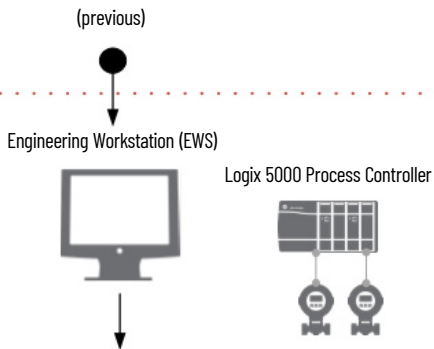 (previous)
Engineering Workstation (EWS)
Logix 5000 Process Controller